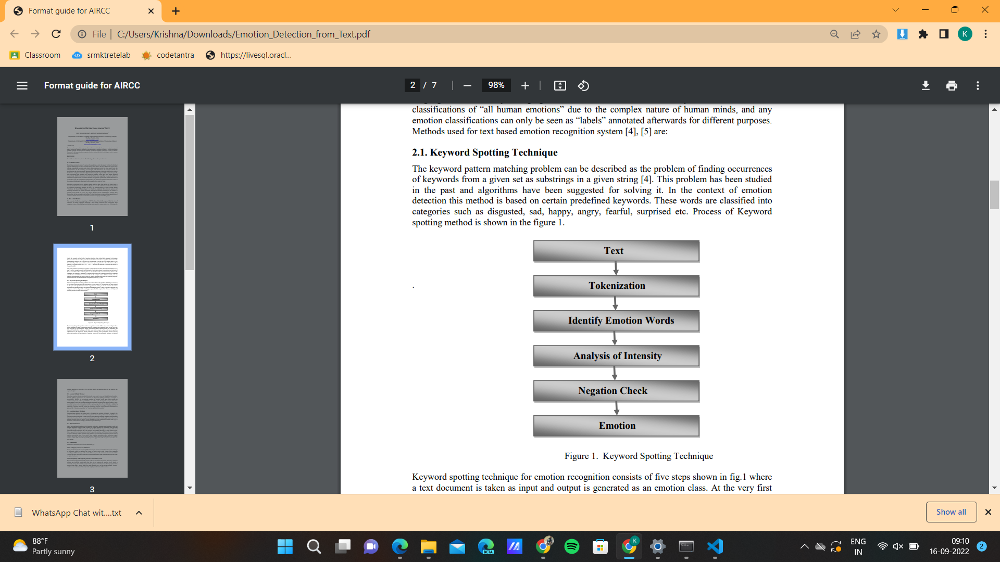 Format guide for AIRCC
File
C:/Users/Krishna/Downloads/Emotion_Detection_from_Text.pdf
K
Classroom
srmktretelab
codetantra
https://livesql.oracl...
Format guide for AIRCC
2 / 7
98%
EMOTION DETECTION FROM TEXT
1
2
3
classifications of “all human emotions” due to the complex nature of human minds, and any
emotion classifications can only be seen as “labels” annotated afterwards for different purposes.
Methods used for text based emotion recognition system [4], [5] are:
2.1. Keyword Spotting Technique
The keyword pattern matching problem can be described as the problem of finding occurrences
of keywords from a given set as substrings in a given string [4]. This problem has been studied
in the past and algorithms have been suggested for solving it. In the context of emotion
detection this method is based on certain predefined keywords. These words are classified into
categories such as disgusted, sad, happy, angry, fearful, surprised etc. Process of Keyword
spotting method is shown in the figure 1.
Text
Tokenization
.
Identify Emotion Words
Analysis of Intensity
Negation Check
Emotion
Figure 1. Keyword Spotting Technique
Keyword spotting technique for emotion recognition consists of five steps shown in fig.1 where
a text document is taken as input and output is generated as an emotion class. At the very first
WhatsApp Chat wit....txt
Show all
88°F
Partly sunny
BETA
K
ENG
IN
09:10
16-09-2022
2